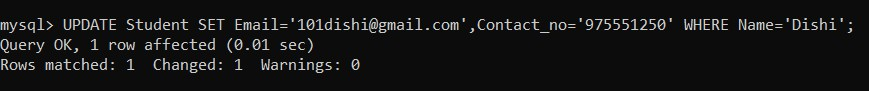 mysql> UPDATE Student SET Email='101dishi@gmail.com',Contact_no='975551250' WHERE Name='Dishi';
Query OK, 1 row affected (0.01 sec)
Rows matched: 1  Changed: 1  Warnings: 0